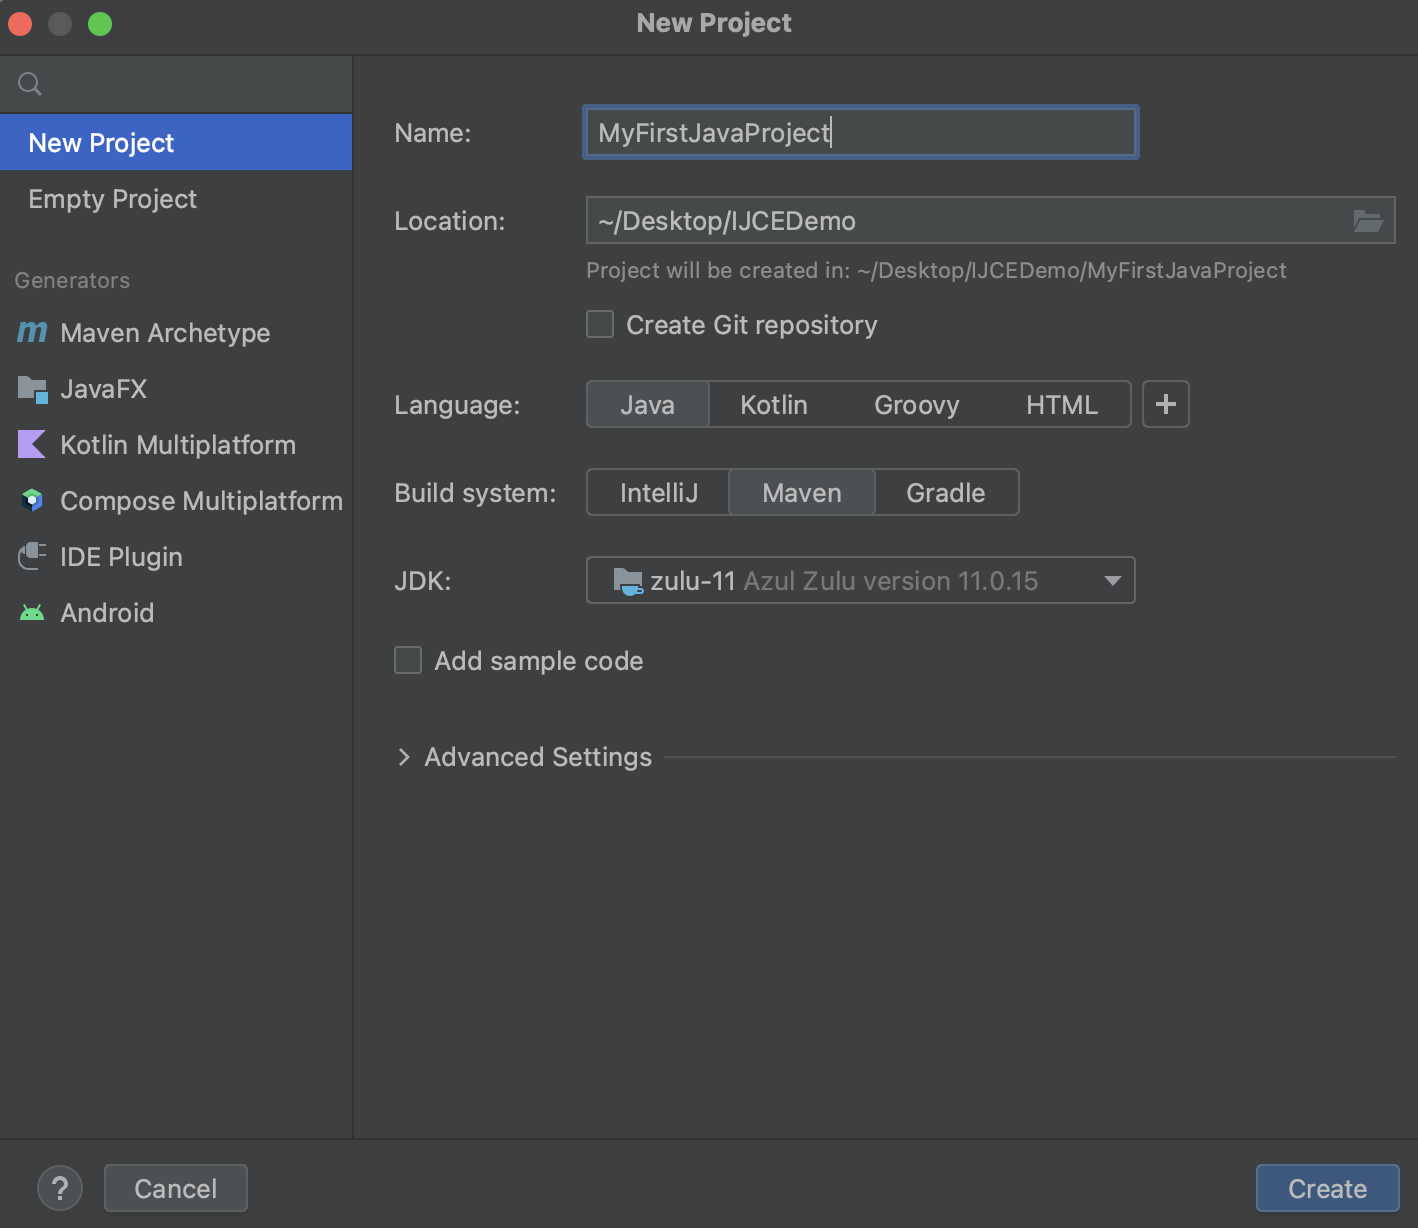 New Project
New Project
Empty Project
Generators
Maven Archetype
JavaFX
Kotlin Multiplatform
Compose Multiplatform
IDE Plugin
Android
Name: MyFirstJavaProject
Location: ~/Desktop/IJCEDemo
Project will be created in: ~/Desktop/IJCEDemo/MyFirstJavaProject
Create Git repository
Language: Java Kotlin Groovy HTML +
Build system: IntelliJ Maven Gradle
JDK: zulu-11 Azul Zulu version 11.0.15
Add sample code
Advanced Settings
? Cancel Create